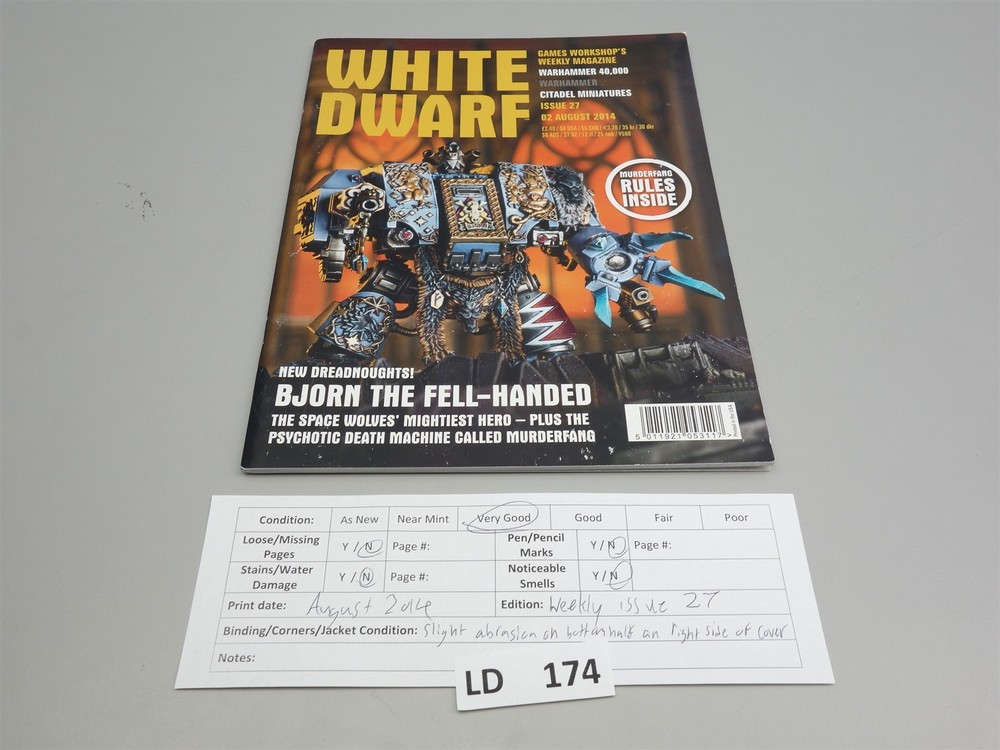 WHITE
DWARF
GAMES WORKSHOP'S
WEEKLY MAGAZINE
WARHAMMER 40,000
WARHAMMER
CITADEL MINIATURES
ISSUE 27
02 AUGUST 2014
MURDERFANG
RULES
INSIDE
NEW DREADNOUGHTS!
BJORN THE FELL-HANDED
THE SPACE WOLVES' MIGHTIEST HERO – PLUS THE
PSYCHOTIC DEATH MACHINE CALLED MURDERFANG
5 011921 053117 >
Printed in the USA
Condition: As New Near Mint Very Good Good Fair Poor
Loose/Missing Pages Y / N Page #: Pen/Pencil Marks Y / N Page #:
Stains/Water Damage Y / N Page #: Noticeable Smells Y / N
Print date: August 2014 Edition: Weekly issue 27
Binding/Corners/Jacket Condition: Slight abrasion on bottom half on right side of cover
Notes:
LD 174